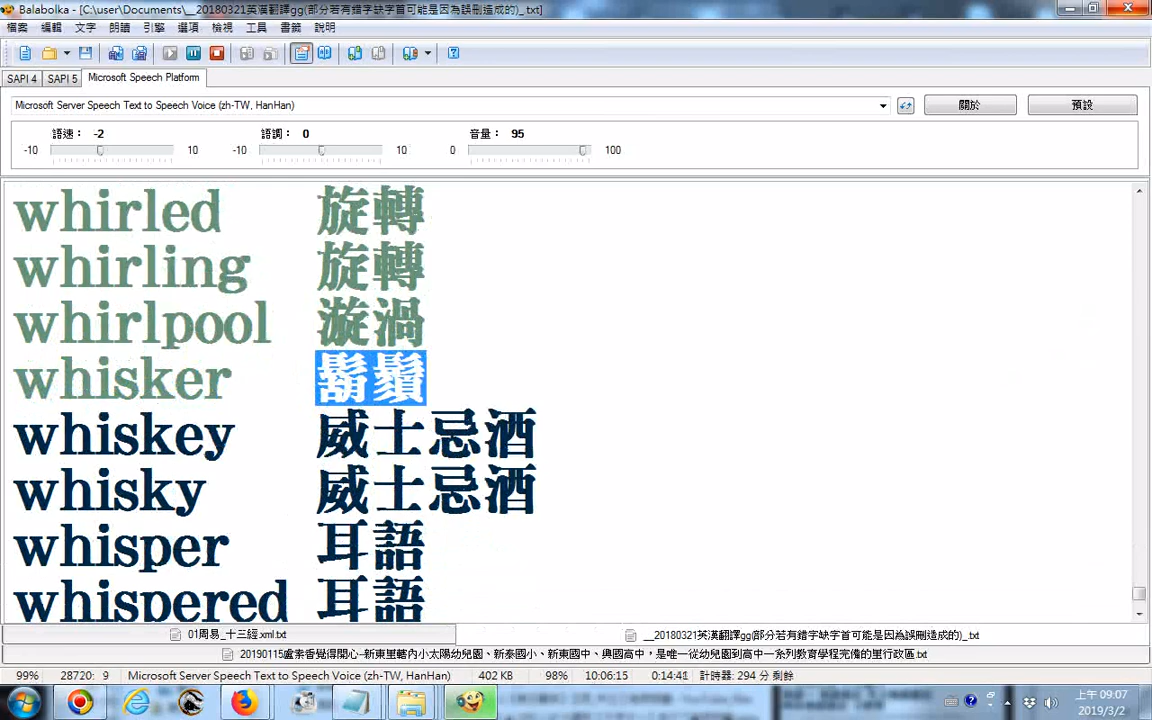 Balabolka - [C:\user\Documents\__20180321英漢翻譯gg(部分若有錯字缺字首可能是因為誤刪造成的)_.txt]
檔案 編輯 文字 朗讀 引擎 選項 檢視 工具 書籤 說明
SAPI 4 SAPI 5 Microsoft Speech Platform
Microsoft Server Speech Text to Speech Voice (zh-TW, HanHan) 關於 預設
語速: -2 語調: 0 音量: 95
-10 10 -10 10 0 100
whirled 旋轉
whirling 旋轉
whirlpool 漩渦
whisker 鬍鬚
whiskey 威士忌酒
whisky 威士忌酒
whisper 耳語
whispered 耳語
01周易_十三經.xml.txt __20180321英漢翻譯gg(部分若有錯字缺字首可能是因為誤刪造成的)_.txt
20190115盧素香覺得開心-新東里轄內小太陽幼兒園、新泰國小、新東國中、興國高中，是唯一從幼兒園到高中一系列教育學程完備的里行政區.txt
99% 28720: 9 Microsoft Server Speech Text to Speech Voice (zh-TW, HanHan) 402 KB 98% 10:06:15 0:14:41 計時器: 294 分 剩餘
上午 09:07
2019/3/2